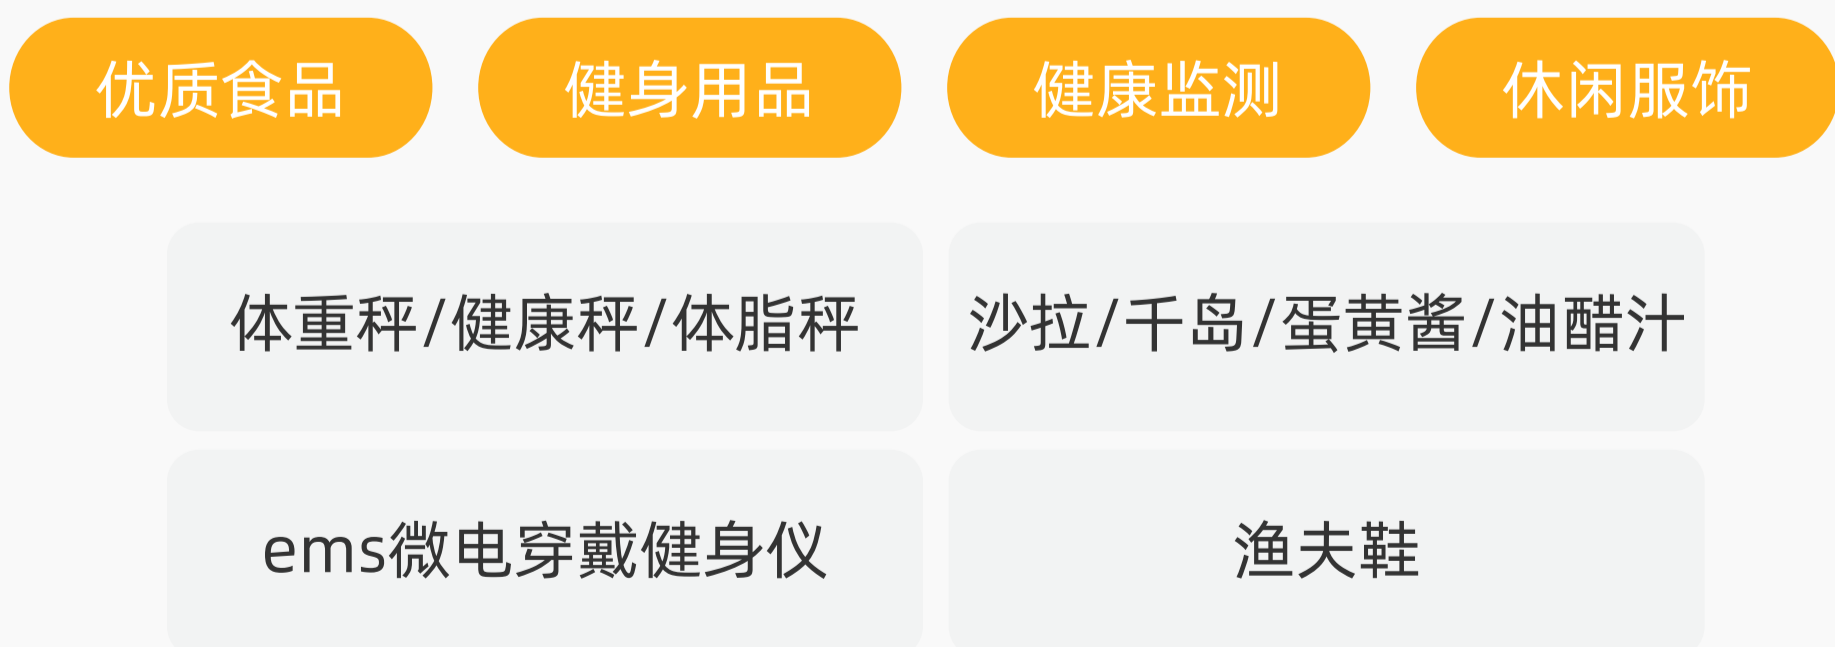 优质食品 健身用品 健康监测 休闲服饰
体重秤/健康秤/体脂秤 沙拉/千岛/蛋黄酱/油醋汁
ems微电穿戴健身仪 渔夫鞋